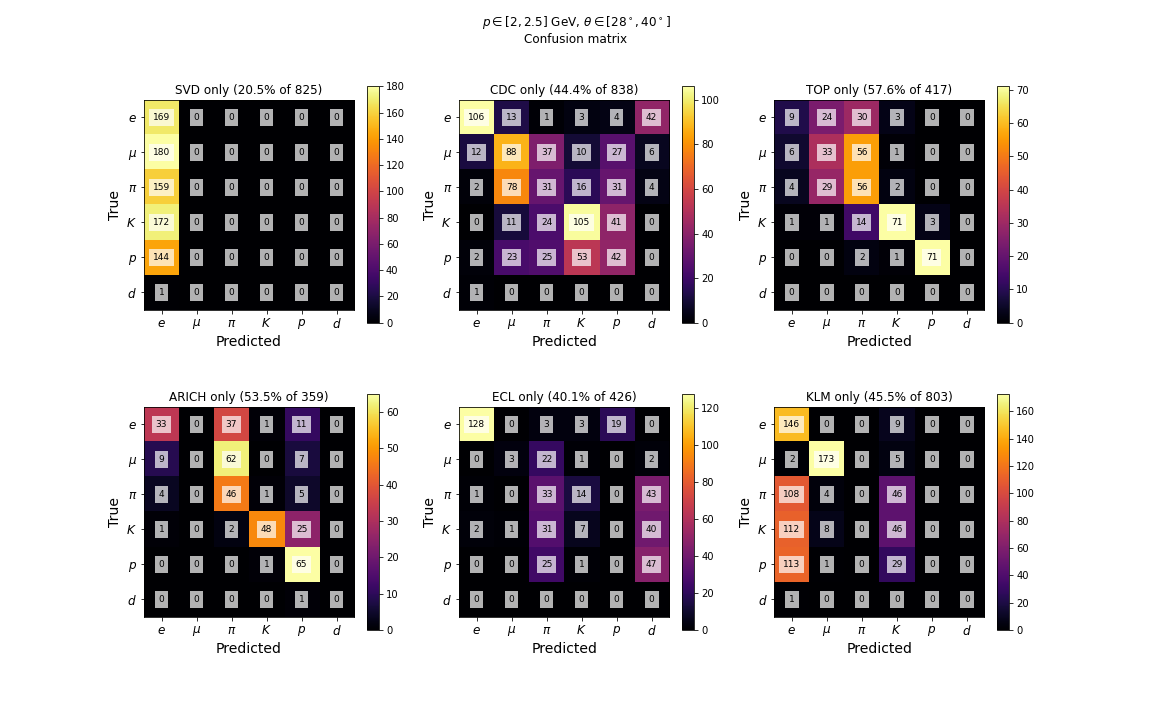 p ∈ [2, 2.5] GeV, θ ∈ [28°, 40°]
Confusion matrix
SVD only (20.5% of 825)
True
e 169 0 0 0 0 0
μ 180 0 0 0 0 0
π 159 0 0 0 0 0
K 172 0 0 0 0 0
p 144 0 0 0 0 0
d 1 0 0 0 0 0
e μ π K p d
Predicted
180
160
140
120
100
80
60
40
20
0
CDC only (44.4% of 838)
True
e 106 13 1 3 4 42
μ 12 88 37 10 27 6
π 2 78 31 16 31 4
K 0 11 24 105 41 0
p 2 23 25 53 42 0
d 1 0 0 0 0 0
e μ π K p d
Predicted
100
80
60
40
20
0
TOP only (57.6% of 417)
True
e 9 24 30 3 0 0
μ 6 33 56 1 0 0
π 4 29 56 2 0 0
K 1 1 14 71 3 0
p 0 0 2 1 71 0
d 0 0 0 0 0 0
e μ π K p d
Predicted
70
60
50
40
30
20
10
0
ARICH only (53.5% of 359)
True
e 33 0 37 1 11 0
μ 9 0 62 0 7 0
π 4 0 46 1 5 0
K 1 0 2 48 25 0
p 0 0 0 1 65 0
d 0 0 0 0 1 0
e μ π K p d
Predicted
60
50
40
30
20
10
0
ECL only (40.1% of 426)
True
e 128 0 3 3 19 0
μ 0 3 22 1 0 2
π 1 0 33 14 0 43
K 2 1 31 7 0 40
p 0 0 25 1 0 47
d 0 0 0 0 0 0
e μ π K p d
Predicted
120
100
80
60
40
20
0
KLM only (45.5% of 803)
True
e 146 0 0 9 0 0
μ 2 173 0 5 0 0
π 108 4 0 46 0 0
K 112 8 0 46 0 0
p 113 1 0 29 0 0
d 1 0 0 0 0 0
e μ π K p d
Predicted
160
140
120
100
80
60
40
20
0